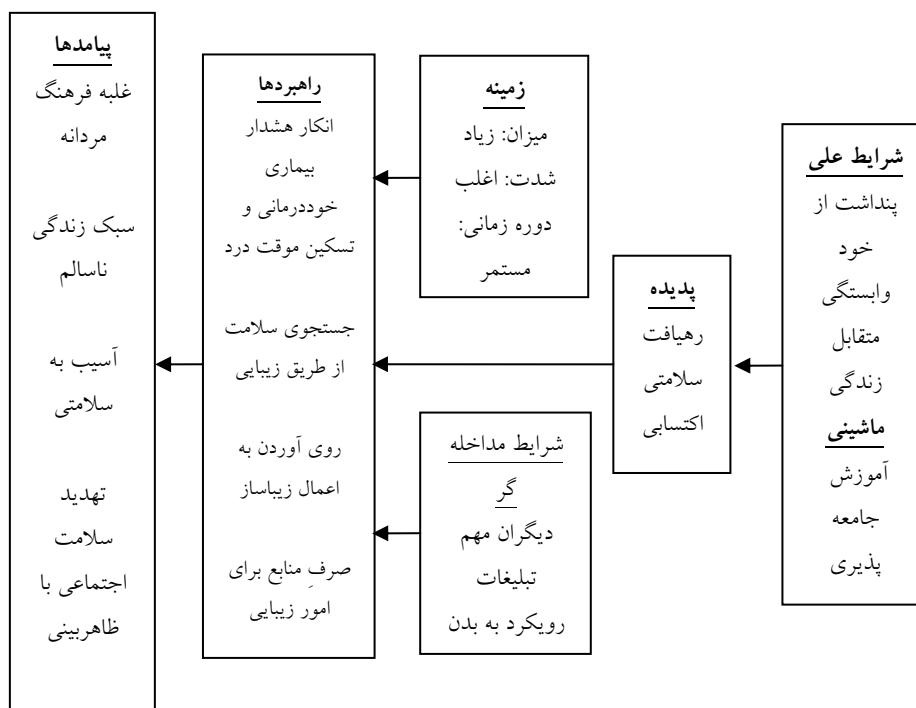 شرایط علی
پنداشت از
خود
وابستگی
متقابل
زندگی
ماشینی
آموزش
جامعه
پذیری
پدیده
رهیافت
سلامتی
اکتسابی
زمینه
میزان: زیاد
شدت: اغلب
دوره زمانی:
مستمر
شرایط مداخله
گر
دیگران مهم
تبلیغات
رویکرد به بدن
راهبردها
انکار هشدار
بیماری
خوددرمانی و
تسکین موقت درد
جستجوی سلامت
از طریق زیبایی
روی آوردن به
اعمال زیباساز
صرفِ منابع برای
امور زیبایی
پیامدها
غلبه فرهنگ
مردانه
سبک زندگی
ناسالم
آسیب به
سلامتی
تهدید
سلامت
اجتماعی با
ظاهربینی